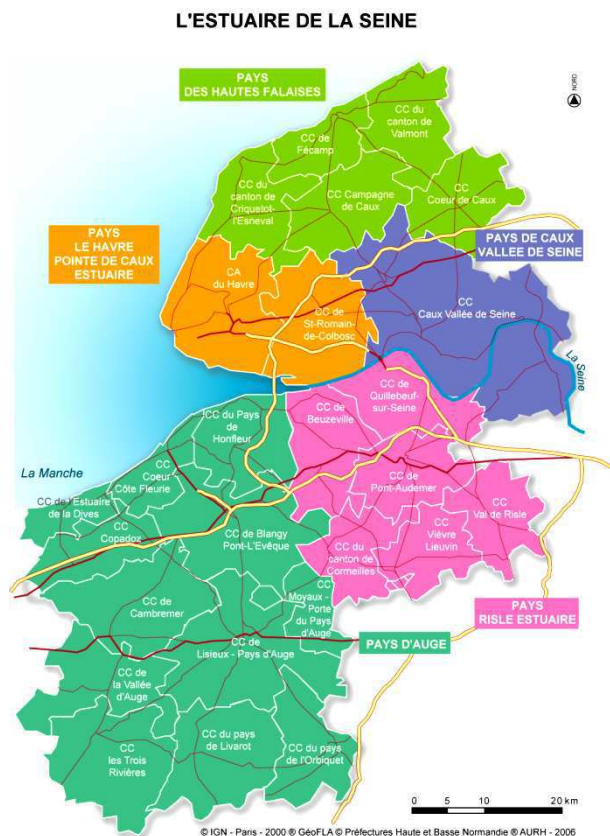 L'ESTUAIRE DE LA SEINE
PAYS
DES HAUTES FALAISES
NORD
CC du
canton de
Valmont
CC de
Fécamp
CC du
canton de
Criquetot-
l'Esneval
CC Campagne
de Caux
CC
Coeur de Caux
PAYS
LE HAVRE
POINTE DE CAUX
ESTUAIRE
PAYS DE CAUX
VALLEE DE SEINE
CA
du Havre
CC de
St-Romain-
de-Colbosc
CC
Caux Vallée de Seine
La Seine
CC de
Quillebeuf-
sur-Seine
CC de
Beuzeville
CC du Pays
de
Honfleur
La Manche
CC
Coeur
Côte Fleurie
CC de l'Estuaire
de la Dives
CC
Copadoz
CC de
Pont-Audemer
CC
Val de Risle
CC de Blangy
Pont-L'Evêque
CC
Vièvre
Lieuvin
CC
du canton
de
Cormeilles
CC
Moyaux -
Porte
du Pays
d'Auge
CC de
Cambremer
PAYS
RISLE ESTUAIRE
PAYS D'AUGE
CC de
Lisieux - Pays d'Auge
CC de
la Vallée
d'Auge
CC du pays
de Livarot
CC
les Trois
Rivières
CC du pays
de l'Orbiquet
0 5 10 20 km
© IGN - Paris - 2000 ® GéoFLA © Préfectures Haute et Basse Normandie ® AURH - 2006